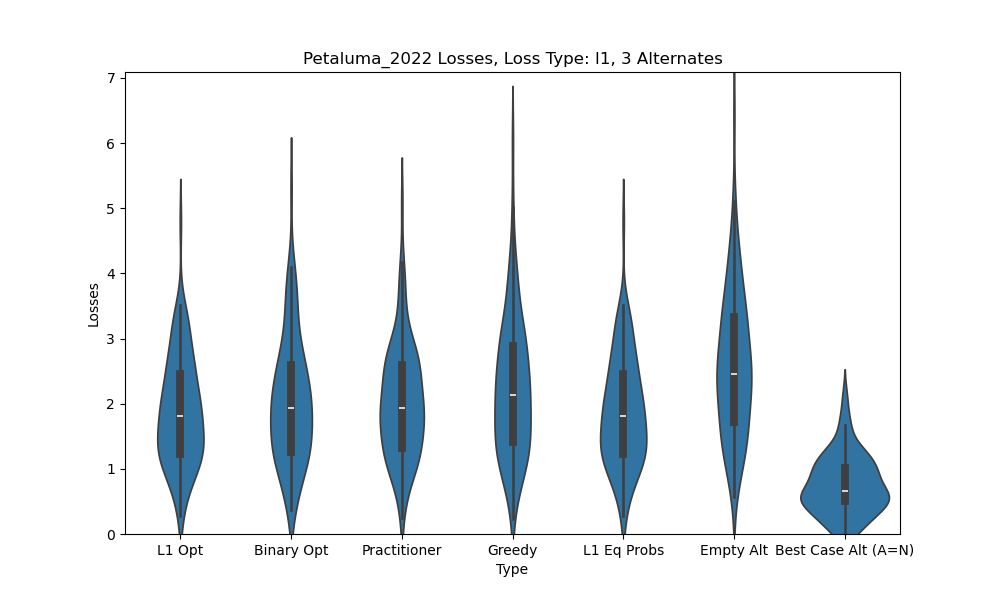 Petaluma_2022 Losses, Loss Type: l1, 3 Alternates
7
6
5
4
3
2
1
0
Losses
L1 Opt
Binary Opt
Practitioner
Greedy
L1 Eq Probs
Empty Alt
Best Case Alt (A=N)
Type